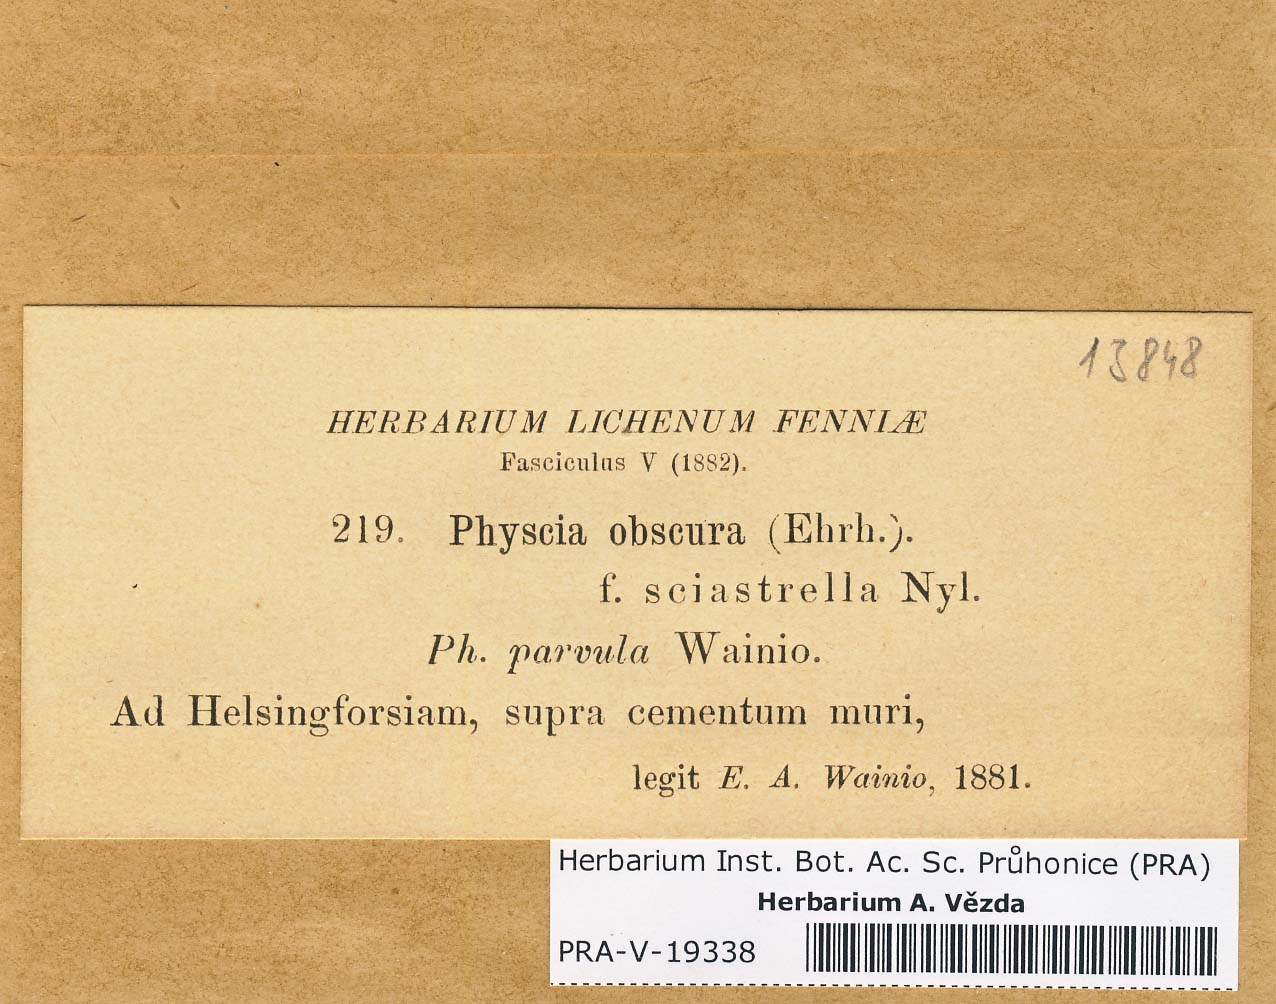 13848
HERBARIUM LICHENUM FENNIÆ
Fasciculus V (1882).
219. Physcia obscura (Ehrh.).
f. sciastrella Nyl.
Ph. parvula Wainio.
Ad Helsingforsiam, supra cementum muri,
legit E. A. Wainio, 1881.
Herbarium Inst. Bot. Ac. Sc. Průhonice (PRA)
Herbarium A. Vězda
PRA-V-19338